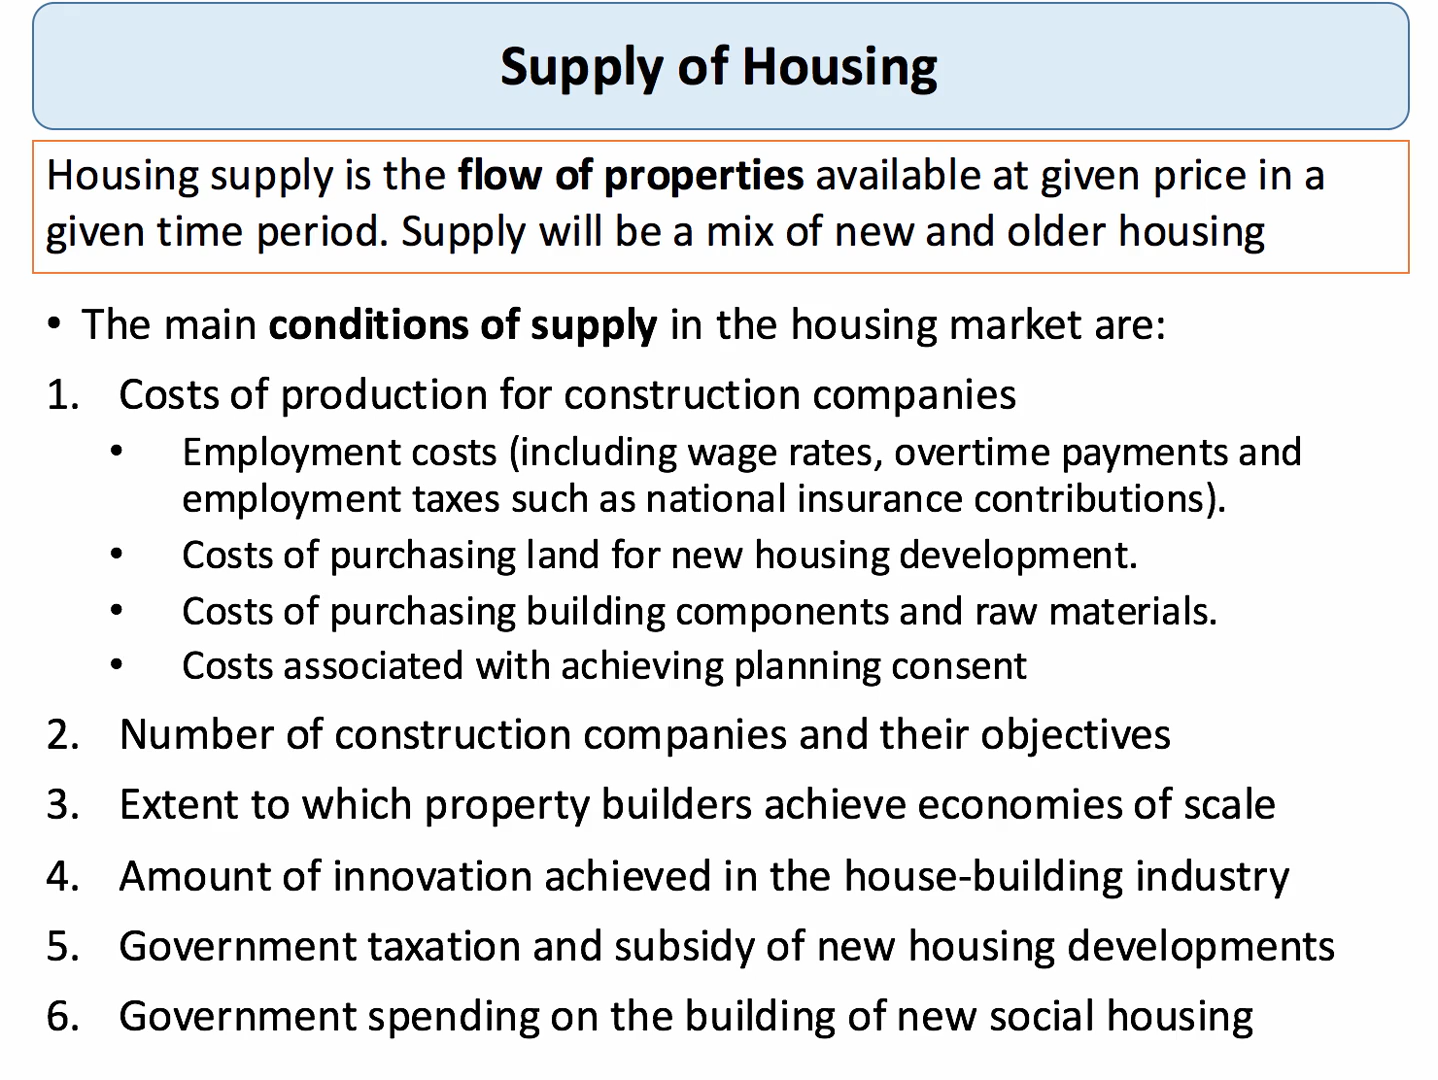 Supply of Housing
Housing supply is the flow of properties available at given price in a
given time period. Supply will be a mix of new and older housing
• The main conditions of supply in the housing market are:
1. Costs of production for construction companies
• Employment costs (including wage rates, overtime payments and
employment taxes such as national insurance contributions).
• Costs of purchasing land for new housing development.
• Costs of purchasing building components and raw materials.
• Costs associated with achieving planning consent
2. Number of construction companies and their objectives
3. Extent to which property builders achieve economies of scale
4. Amount of innovation achieved in the house-building industry
5. Government taxation and subsidy of new housing developments
6. Government spending on the building of new social housing